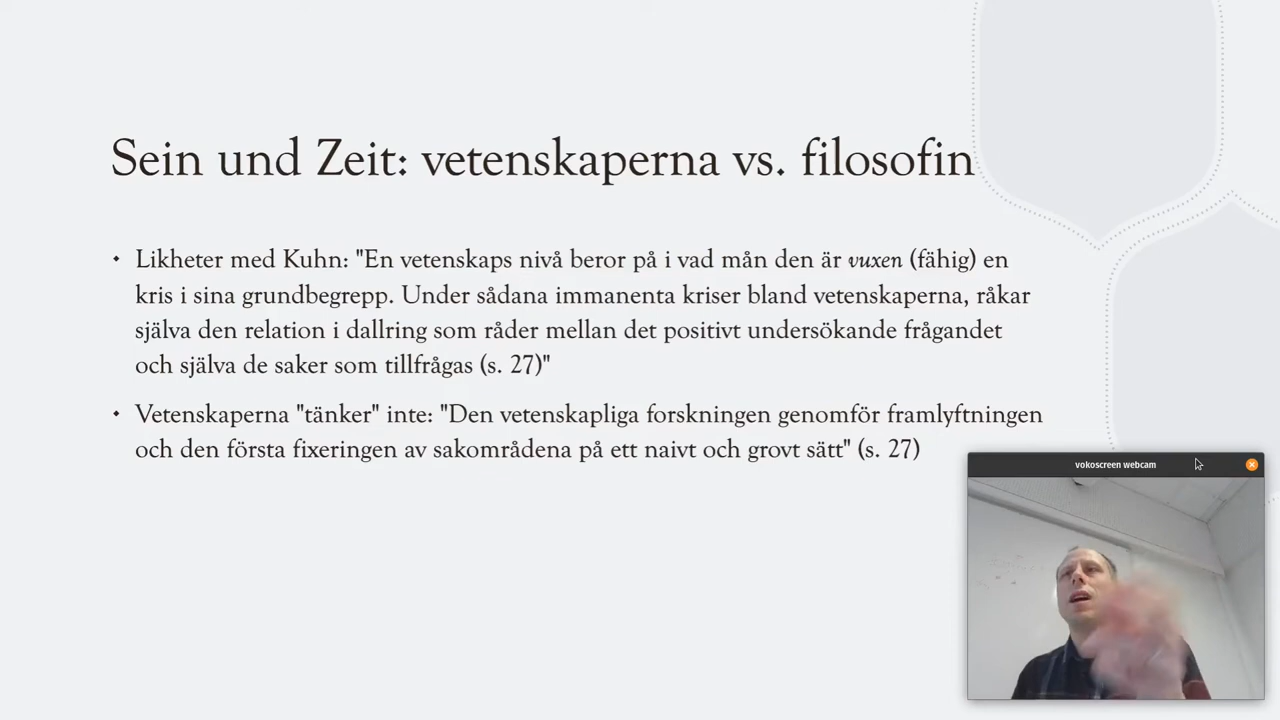 Sein und Zeit: vetenskaperna vs. filosofin
• Likheter med Kuhn: "En vetenskaps nivå beror på i vad mån den är vuxen (fähig) en
kris i sina grundbegrepp. Under sådana immanenta kriser bland vetenskaperna, råkar
själva den relation i dallring som råder mellan det positivt undersökande frågandet
och själva de saker som tillfrågas (s. 27)"
• Vetenskaperna "tänker" inte: "Den vetenskapliga forskningen genomför framlyftningen
och den första fixeringen av sakområdena på ett naivt och grovt sätt" (s. 27)
vokoscreen webcam